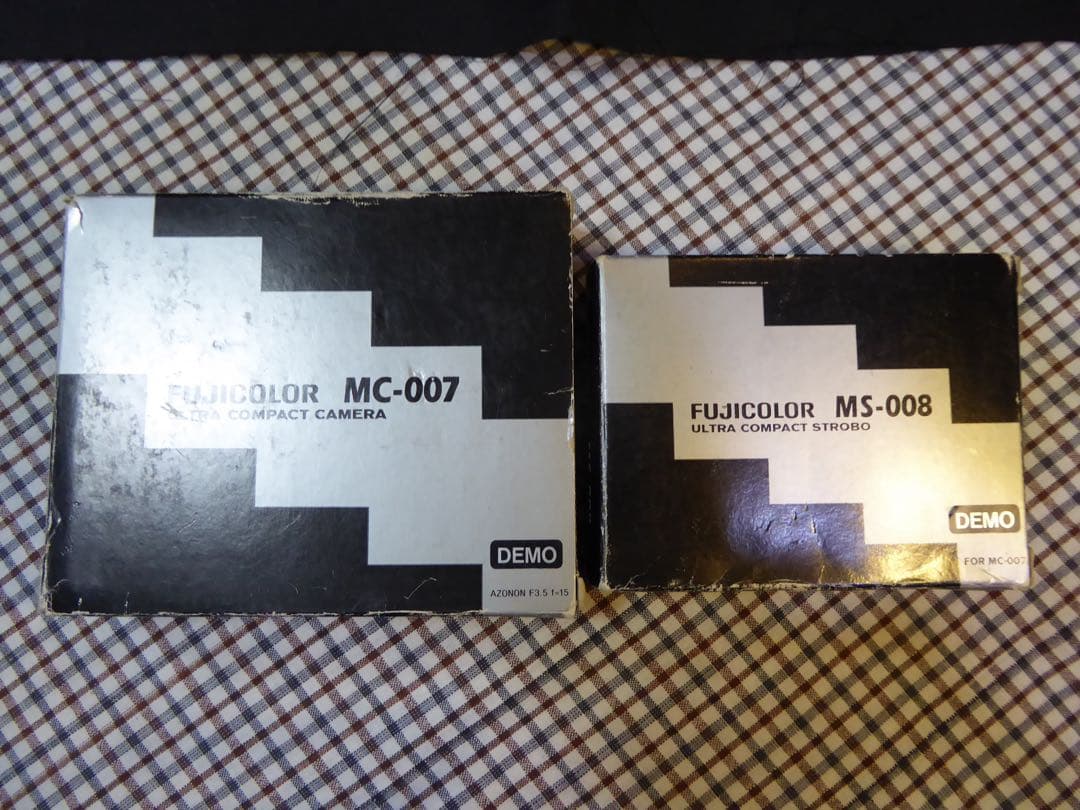 FUJICOLOR MC-007
ULTRA COMPACT CAMERA
DEMO
AZONON F3.5 f=15
FUJICOLOR MS-008
ULTRA COMPACT STROBO
DEMO
FOR MC-007